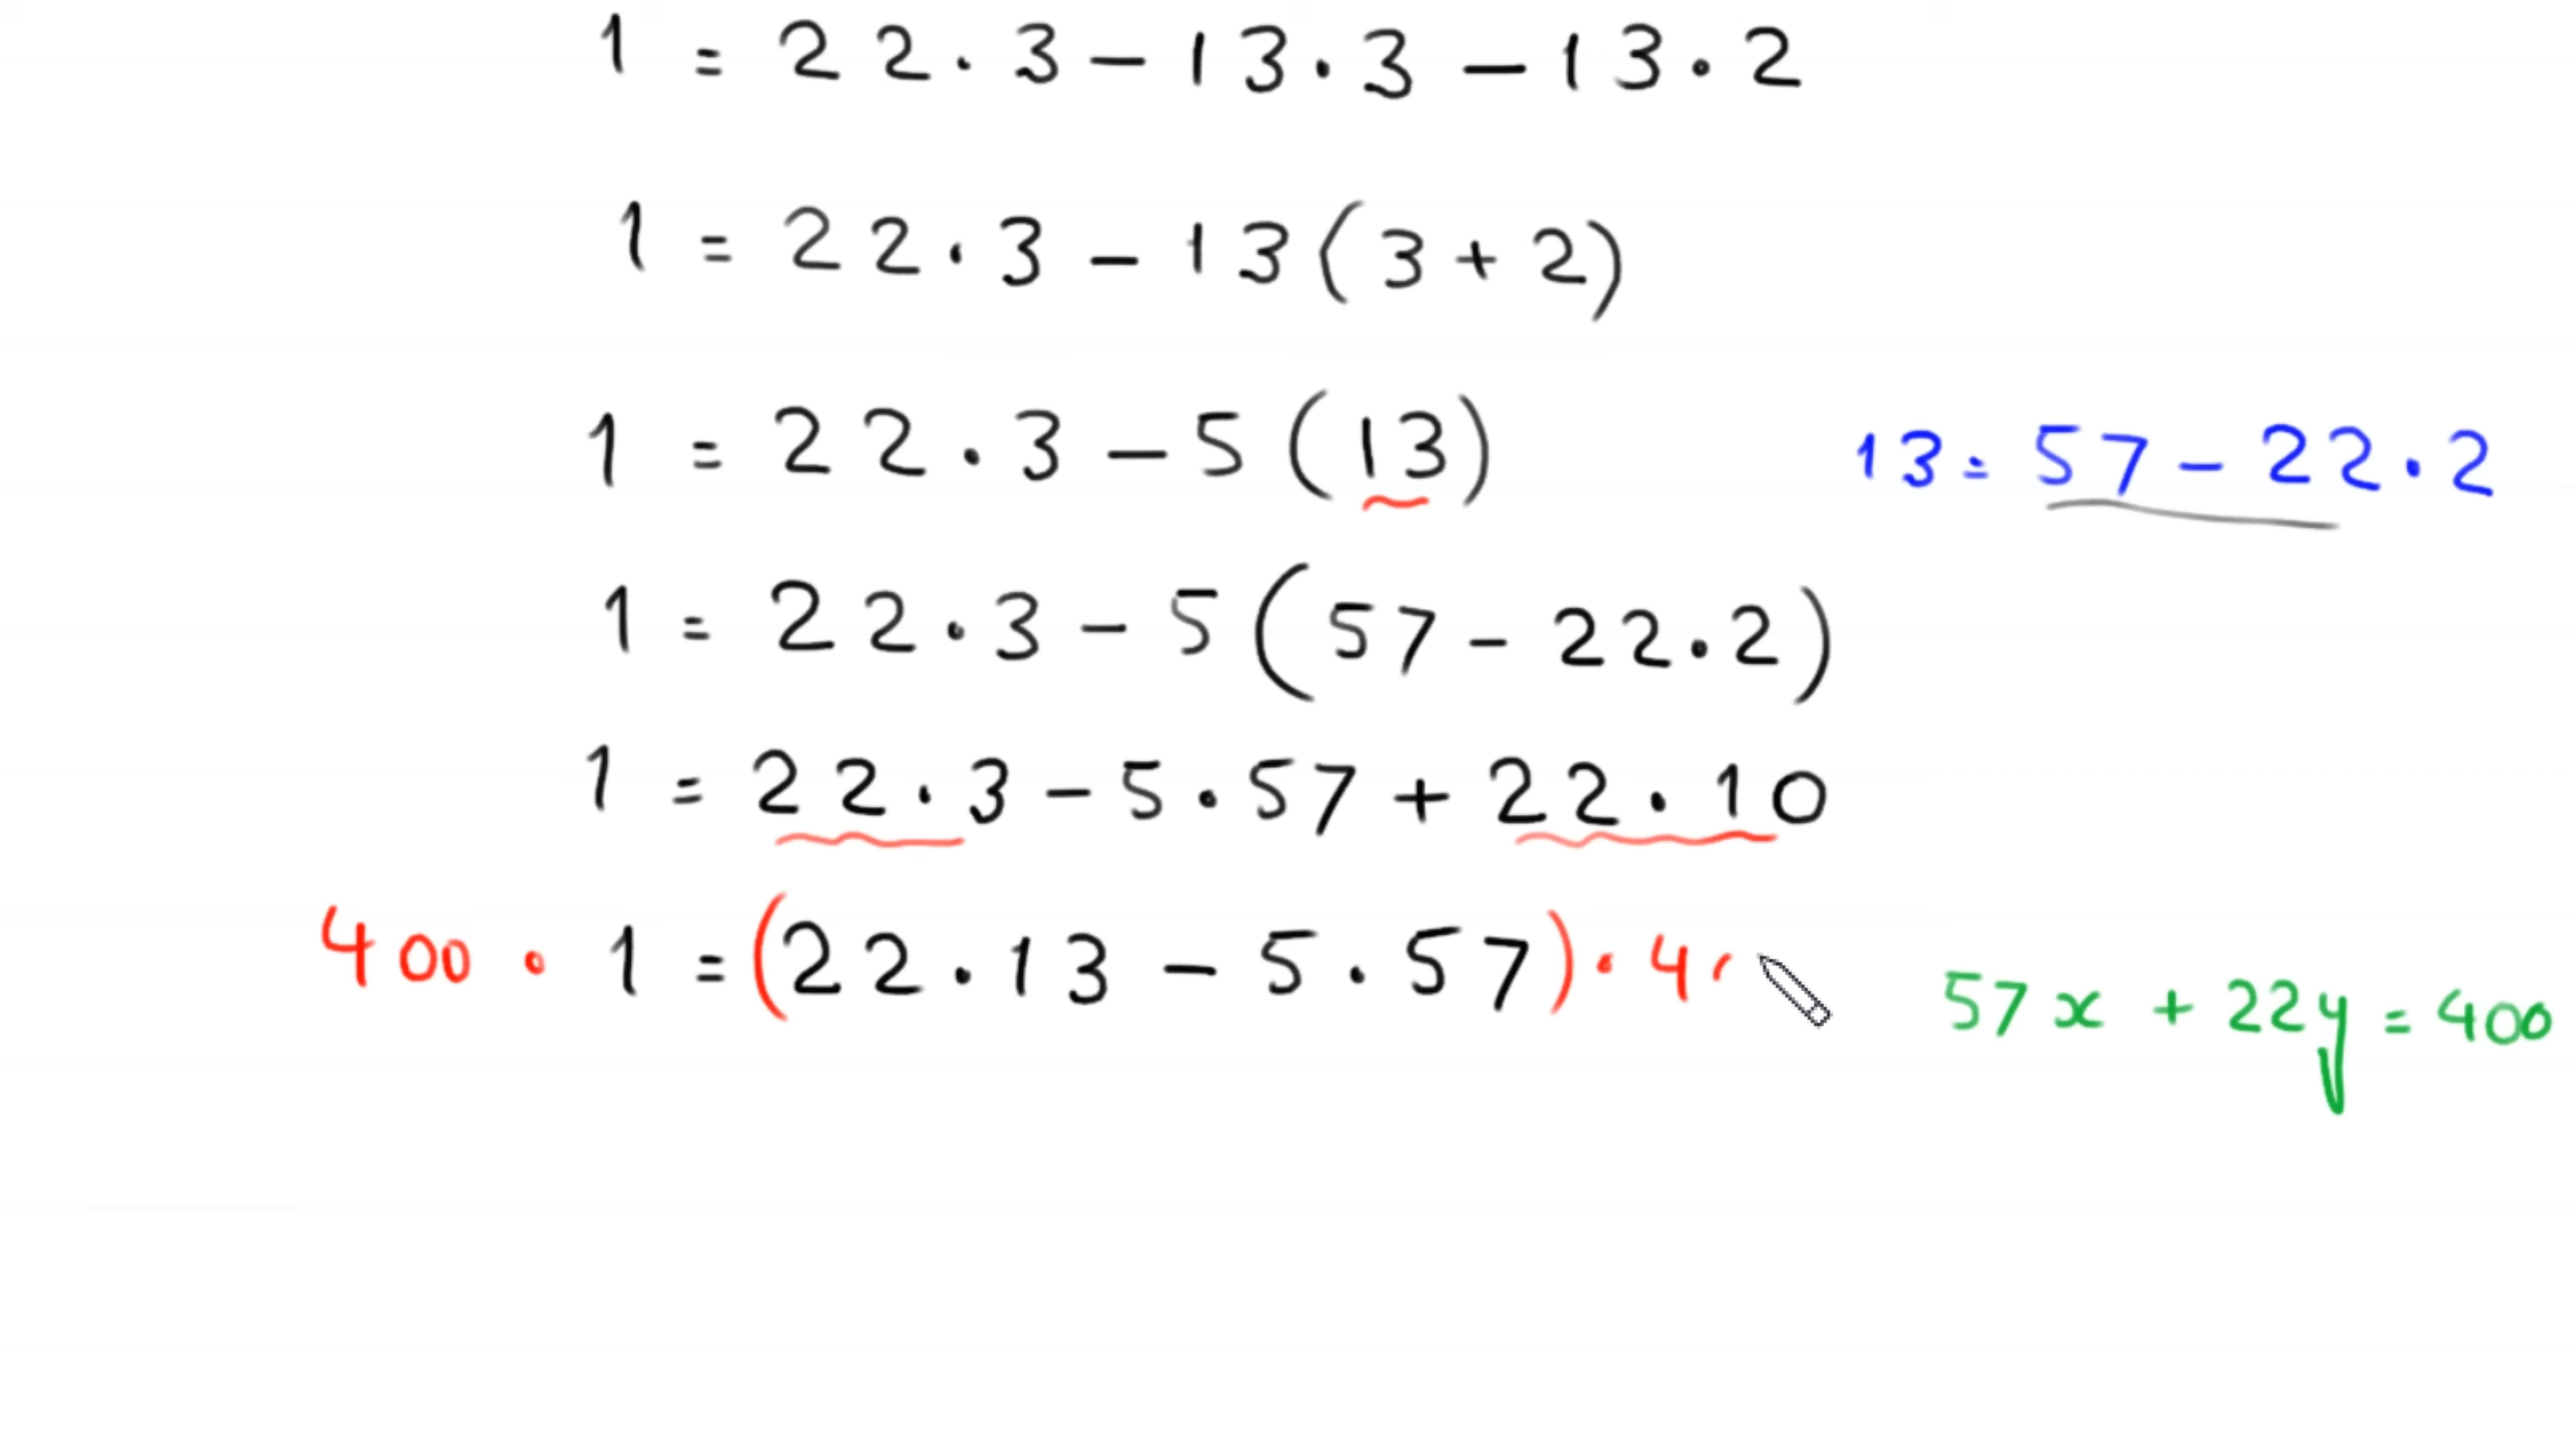 1 = 22·3 − 13·3 − 13·2
1 = 22·3 − 13(3 + 2)
1 = 22·3 − 5(13)
13 = 57 − 22·2
1 = 22·3 − 5(57 − 22·2)
1 = 22·3 − 5·57 + 22·10
400 · 1 = (22·13 − 5·57)·4
57x + 22y = 400